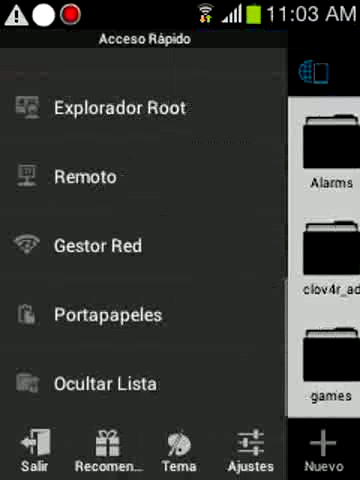 11:03 AM
Acceso Rápido
Explorador Root
Remoto
Gestor Red
Portapapeles
Ocultar Lista
Alarms
clov4r_ad
games
Salir
Recomen...
Tema
Ajustes
Nuevo